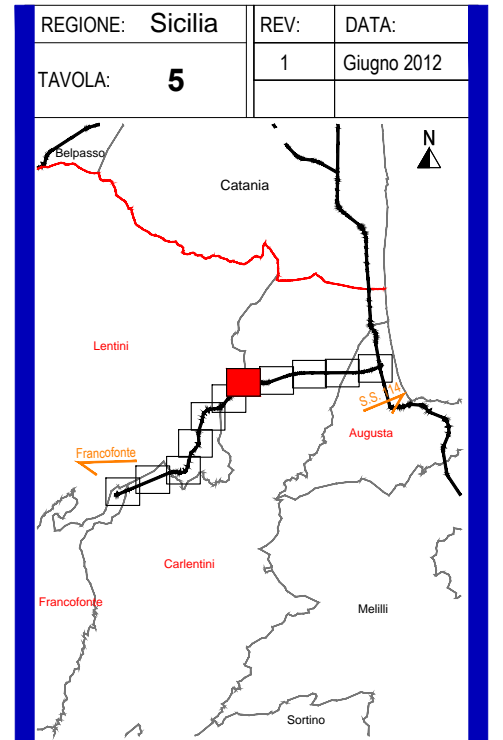 REGIONE: Sicilia
REV:
DATA:
TAVOLA: 5
1
Giugno 2012
Belpasso
N
Catania
Lentini
S.S. 114
Augusta
Francofonte
Carlentini
Francofonte
Melilli
Sortino